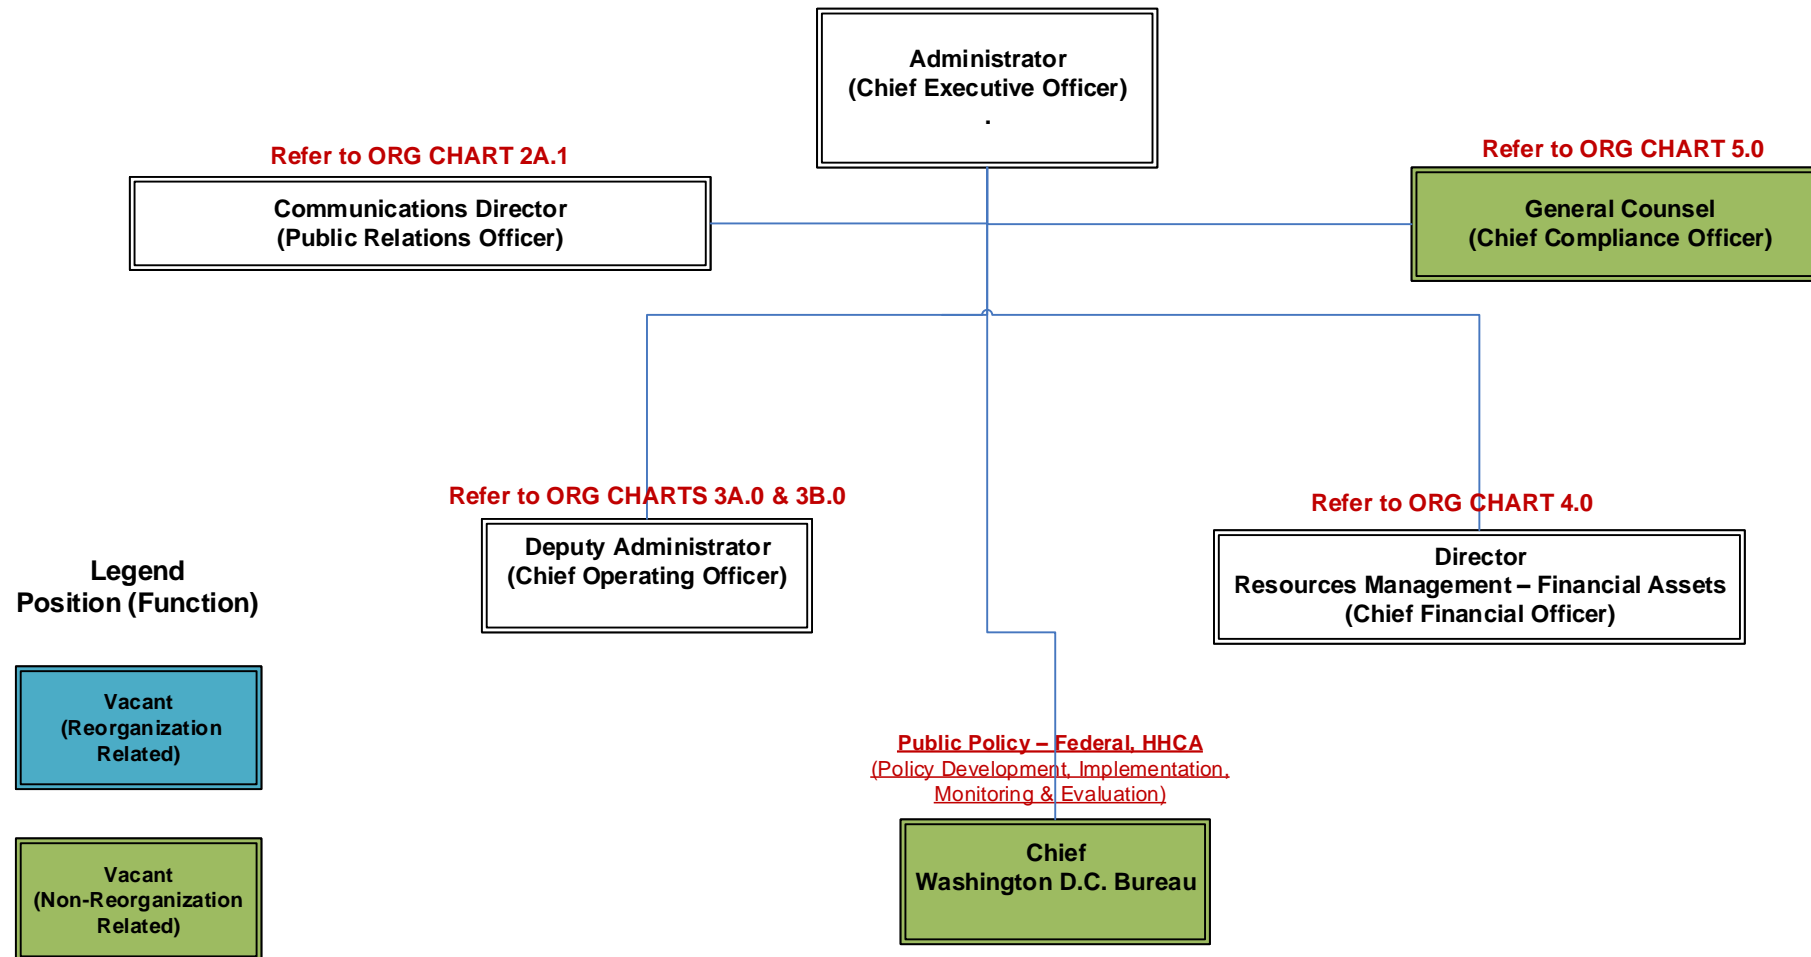 Administrator
(Chief Executive Officer)
.
Refer to ORG CHART 2A.1
Communications Director
(Public Relations Officer)
Refer to ORG CHART 5.0
General Counsel
(Chief Compliance Officer)
Refer to ORG CHARTS 3A.0 & 3B.0
Deputy Administrator
(Chief Operating Officer)
Refer to ORG CHART 4.0
Director
Resources Management – Financial Assets
(Chief Financial Officer)
Legend
Position (Function)
Vacant
(Reorganization
Related)
Vacant
(Non-Reorganization
Related)
Public Policy – Federal, HHCA
(Policy Development, Implementation,
Monitoring & Evaluation)
Chief
Washington D.C. Bureau